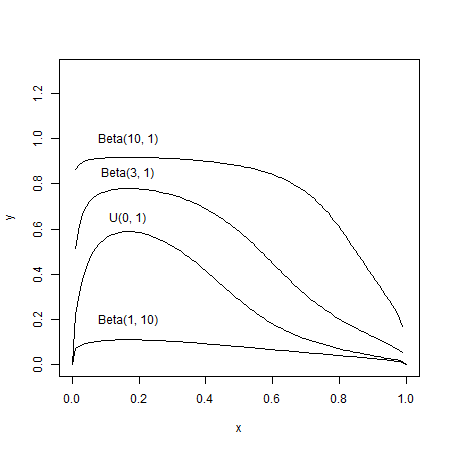 1.2
1.0
0.8
0.6
0.4
0.2
0.0
y
Beta(10, 1)
Beta(3, 1)
U(0, 1)
Beta(1, 10)
0.0 0.2 0.4 0.6 0.8 1.0
x